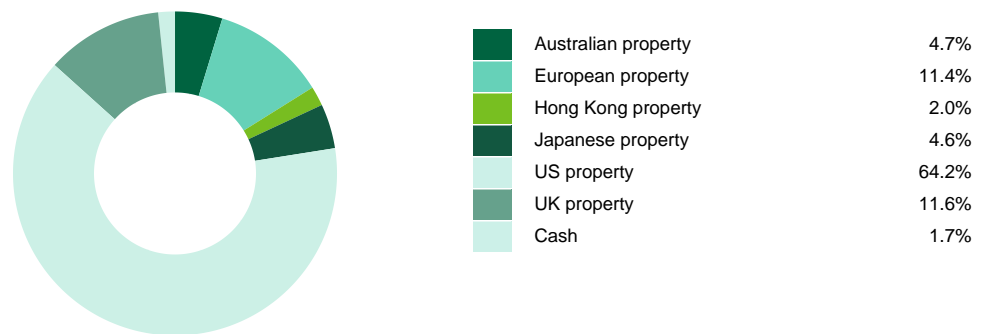 Australian property 4.7%
European property 11.4%
Hong Kong property 2.0%
Japanese property 4.6%
US property 64.2%
UK property 11.6%
Cash 1.7%